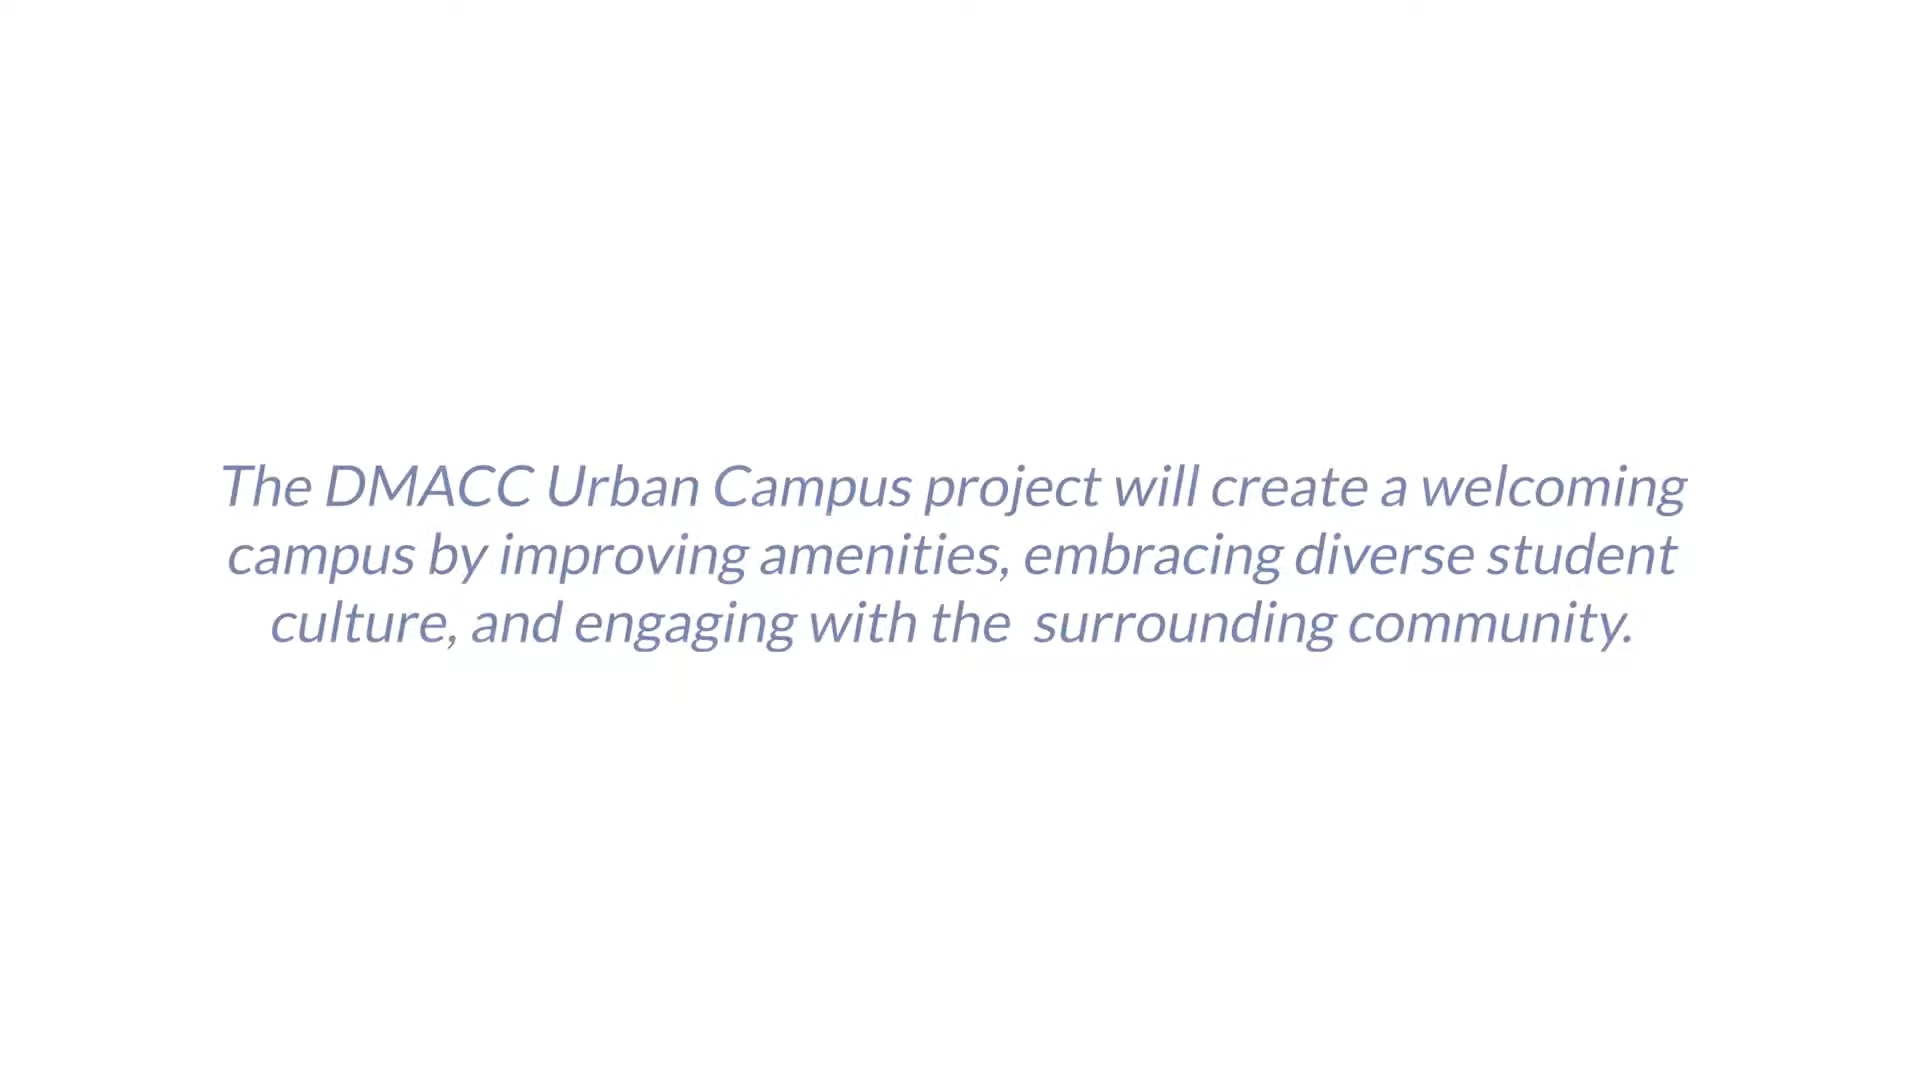 The DMACC Urban Campus project will create a welcoming
campus by improving amenities, embracing diverse student
culture, and engaging with the  surrounding community.